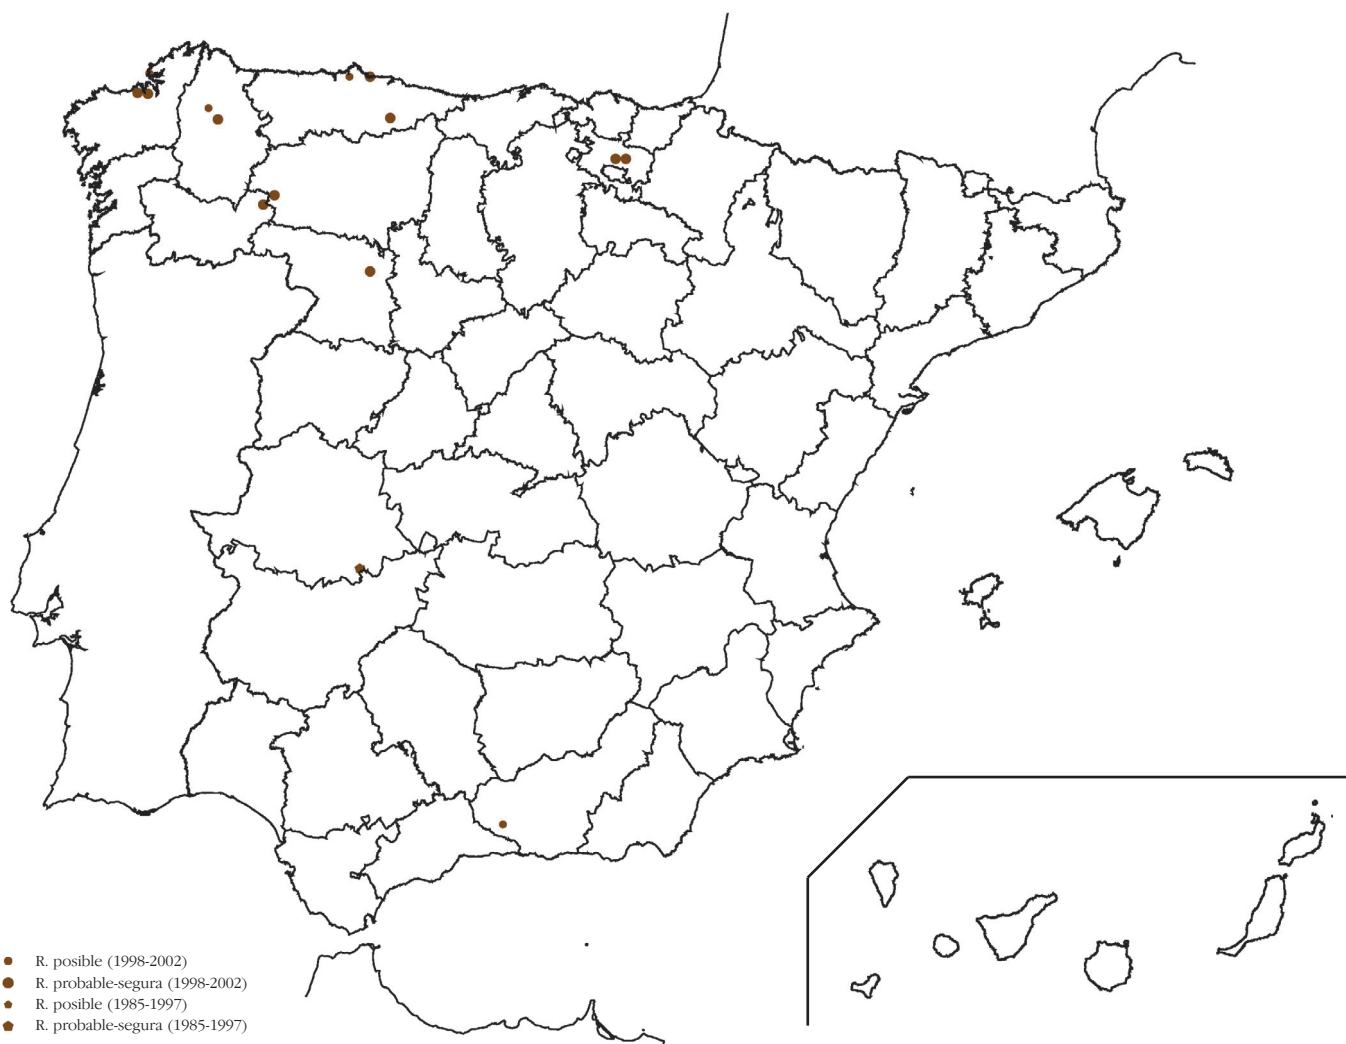 R. posible (1998-2002)
R. probable-segura (1998-2002)
R. posible (1985-1997)
R. probable-segura (1985-1997)